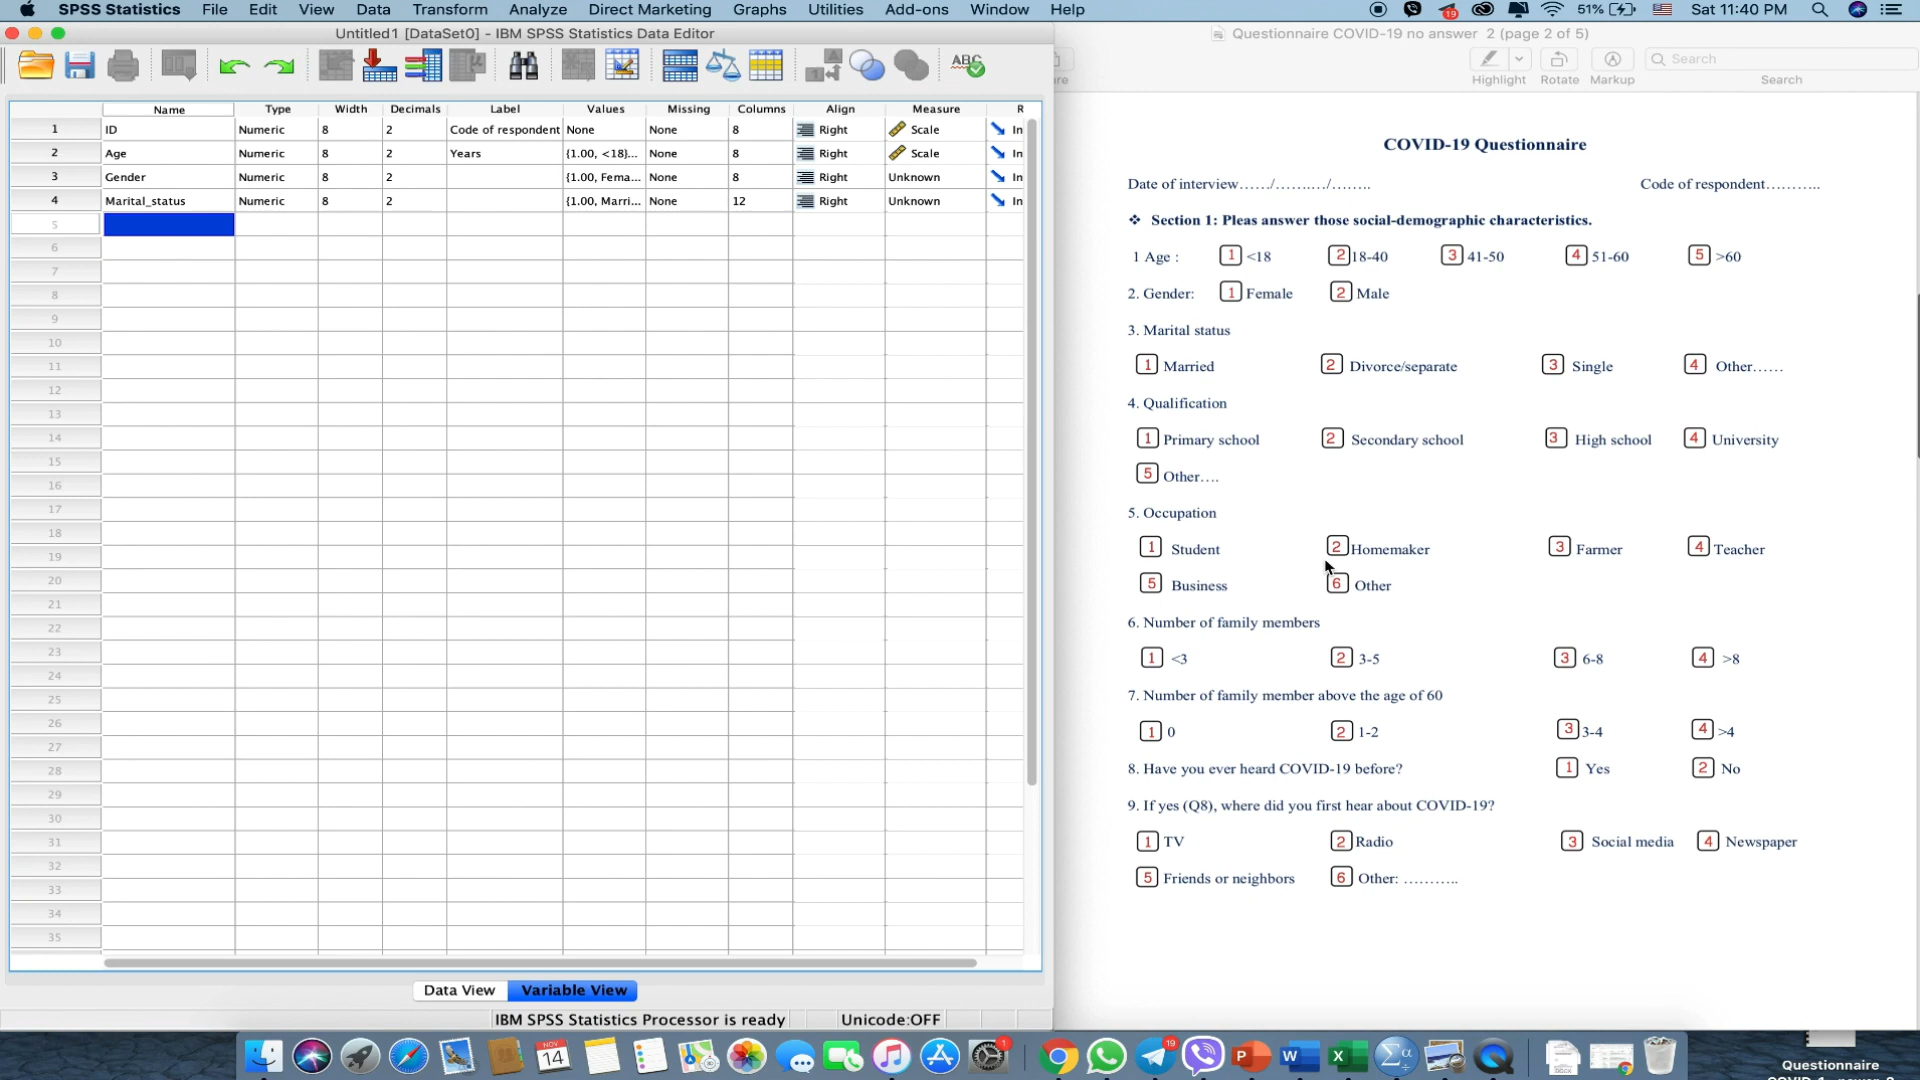 SPSS Statistics File Edit View Data Transform Analyze Direct Marketing Graphs Utilities Add-ons Window Help 19 51% Sat 11:40 PM
Untitled1 [DataSet0] - IBM SPSS Statistics Data Editor
Name Type Width Decimals Label Values Missing Columns Align Measure R
1 ID Numeric 8 2 Code of respondent None None 8 Right Scale In
2 Age Numeric 8 2 Years {1.00, <18}... None 8 Right Scale In
3 Gender Numeric 8 2 {1.00, Fema... None 8 Right Unknown In
4 Marital_status Numeric 8 2 {1.00, Marri... None 12 Right Unknown In
5
6
7
8
9
10
11
12
13
14
15
16
17
18
19
20
21
22
23
24
25
26
27
28
29
30
31
32
33
34
35
Data View Variable View
IBM SPSS Statistics Processor is ready Unicode:OFF
Questionnaire COVID-19 no answer 2 (page 2 of 5)
Search
Highlight Rotate Markup Search
COVID-19 Questionnaire
Date of interview……/…….…/…….. Code of respondent………..
❖ Section 1: Pleas answer those social-demographic characteristics.
1 Age : 1 <18 2 18-40 3 41-50 4 51-60 5 >60
2. Gender: 1 Female 2 Male
3. Marital status
1 Married 2 Divorce/separate 3 Single 4 Other……
4. Qualification
1 Primary school 2 Secondary school 3 High school 4 University
5 Other….
5. Occupation
1 Student 2 Homemaker 3 Farmer 4 Teacher
5 Business 6 Other
6. Number of family members
1 <3 2 3-5 3 6-8 4 >8
7. Number of family member above the age of 60
1 0 2 1-2 3 3-4 4 >4
8. Have you ever heard COVID-19 before? 1 Yes 2 No
9. If yes (Q8), where did you first hear about COVID-19?
1 TV 2 Radio 3 Social media 4 Newspaper
5 Friends or neighbors 6 Other: ………..
NOV 14 1 19
Questionnaire